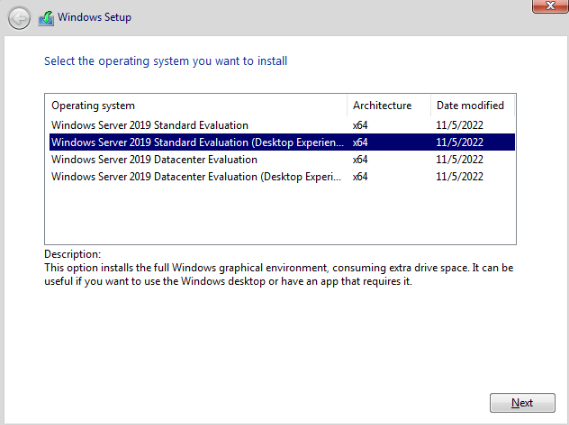 Windows Setup
Select the operating system you want to install
Operating system Architecture Date modified
Windows Server 2019 Standard Evaluation x64 11/5/2022
Windows Server 2019 Standard Evaluation (Desktop Experien... x64 11/5/2022
Windows Server 2019 Datacenter Evaluation x64 11/5/2022
Windows Server 2019 Datacenter Evaluation (Desktop Experi... x64 11/5/2022
Description:
This option installs the full Windows graphical environment, consuming extra drive space. It can be
useful if you want to use the Windows desktop or have an app that requires it.
Next